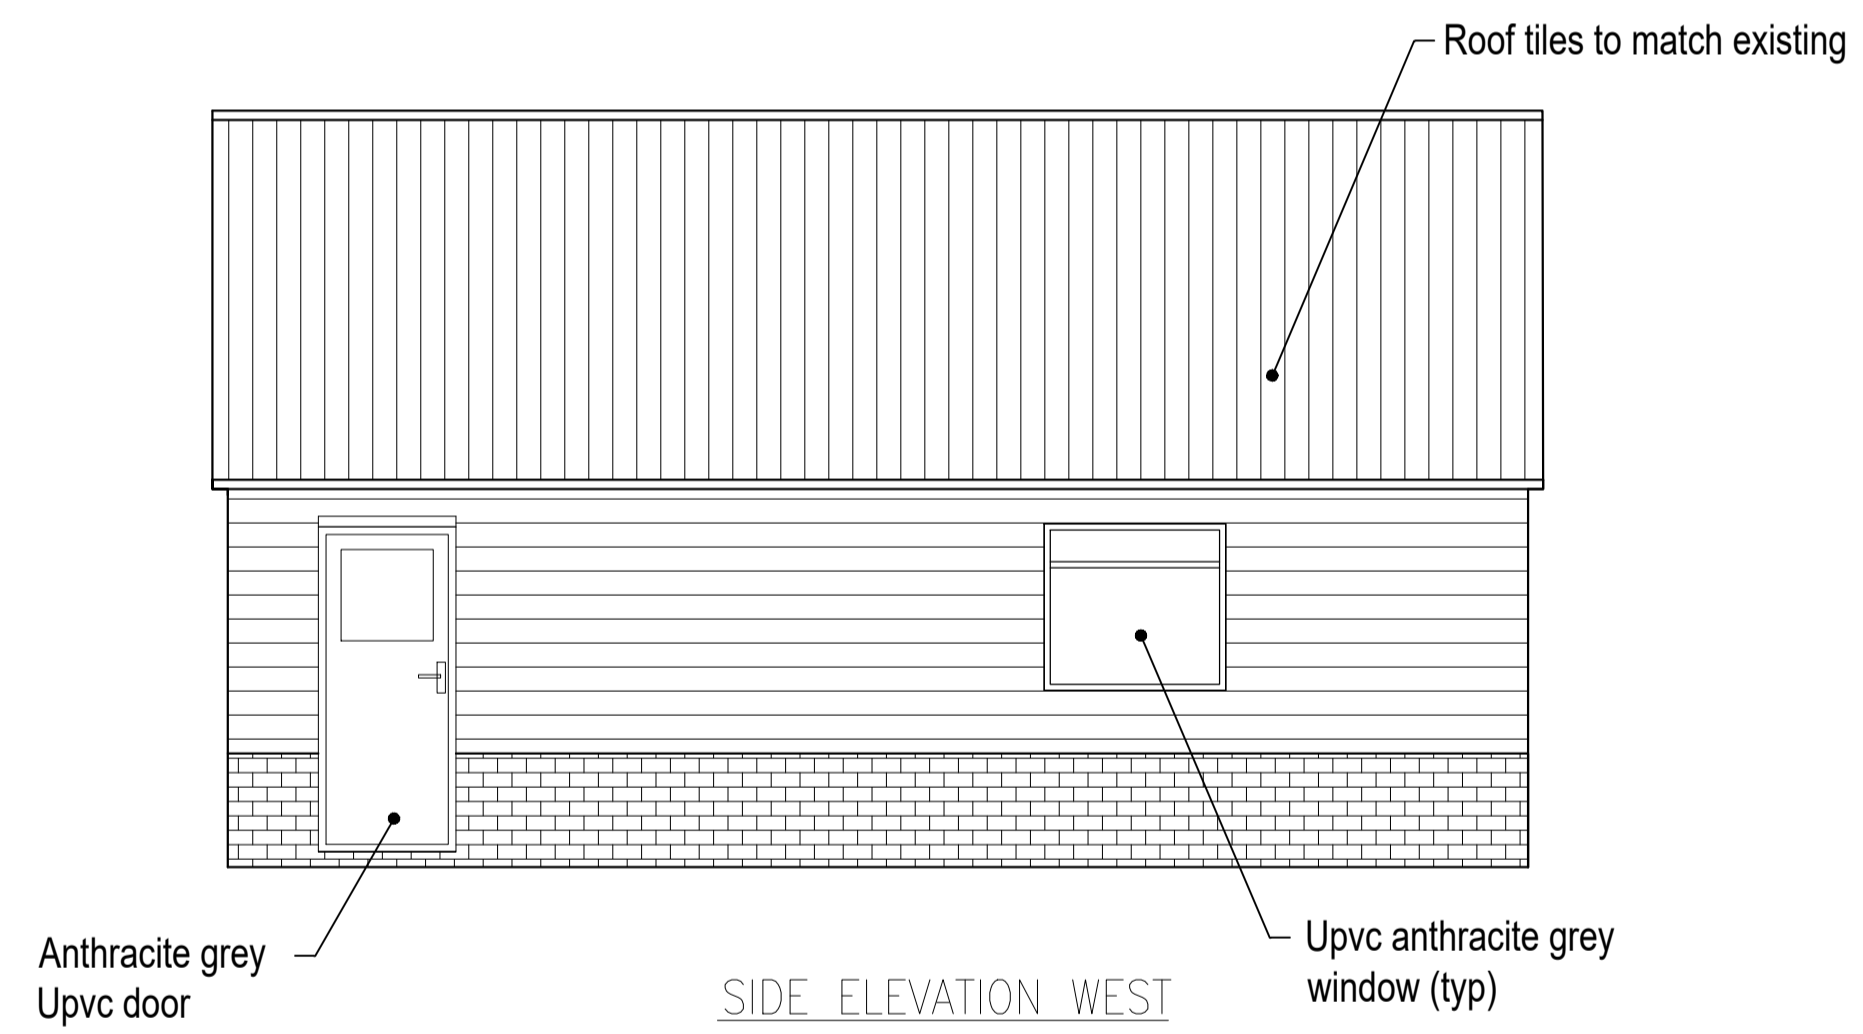 Roof tiles to match existing
Anthracite grey
Upvc door
Upvc anthracite grey
window (typ)
SIDE ELEVATION WEST